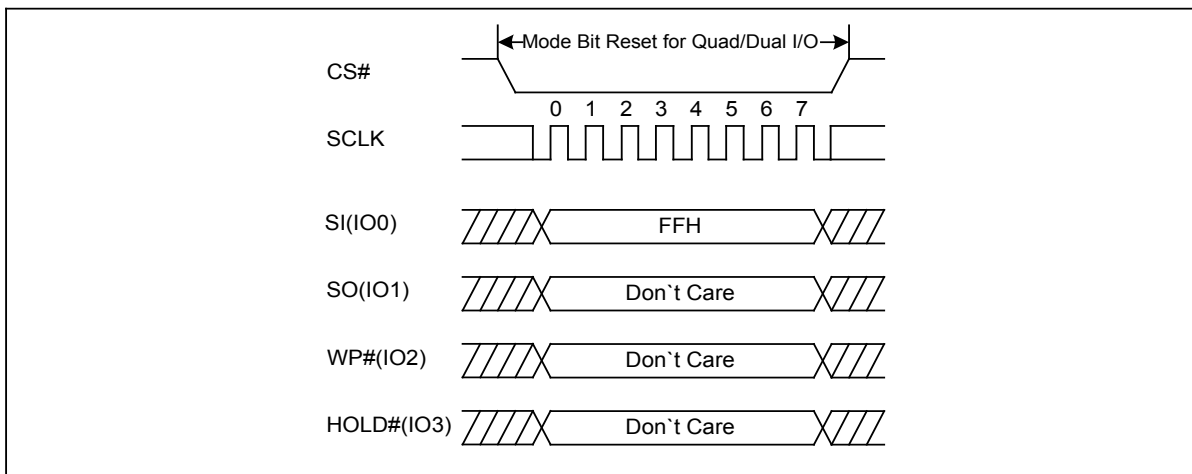 Mode Bit Reset for Quad/Dual I/O
CS#
0 1 2 3 4 5 6 7
SCLK
SI(IO0) FFH
SO(IO1) Don`t Care
WP#(IO2) Don`t Care
HOLD#(IO3) Don`t Care